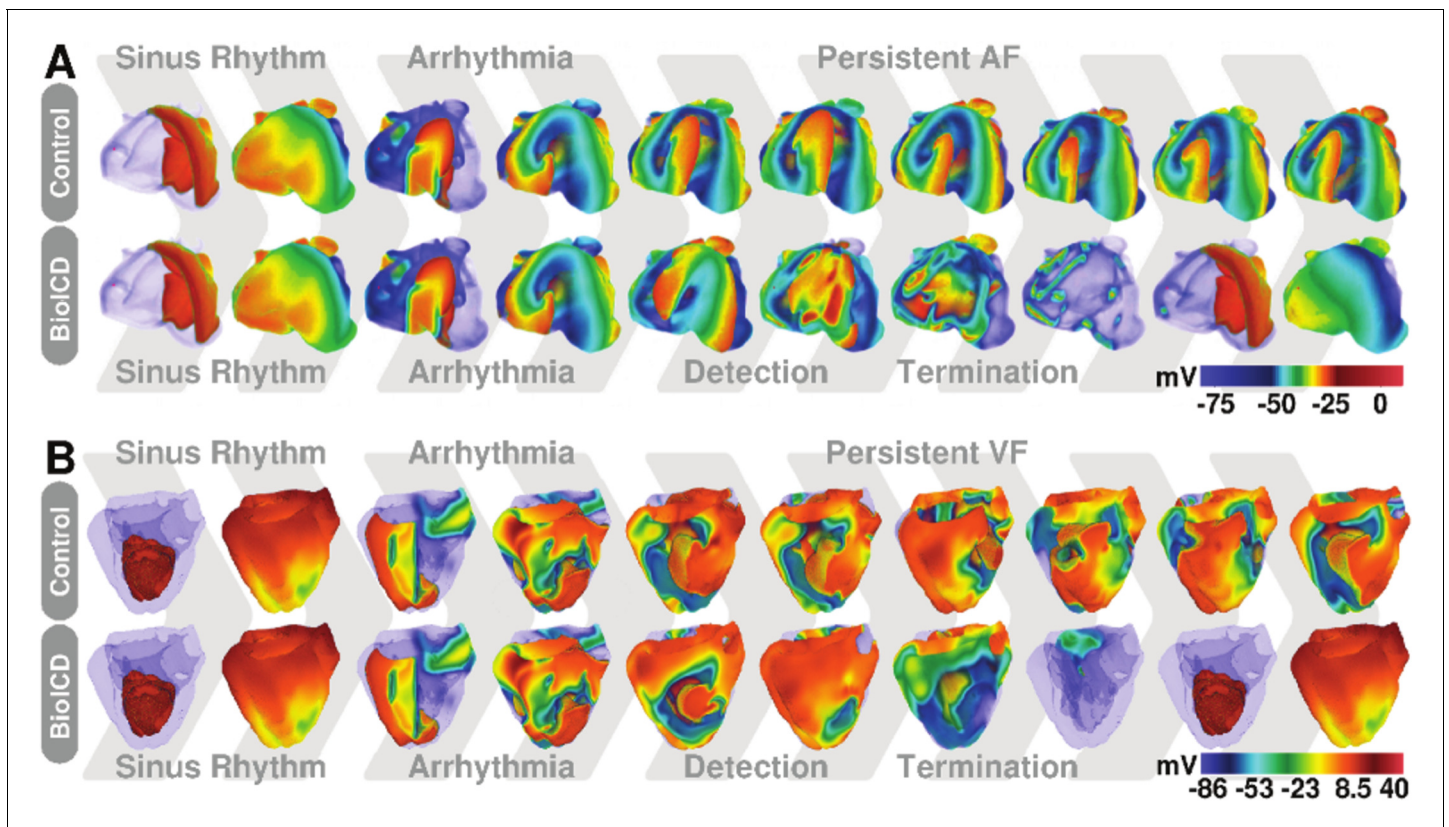 A
Sinus Rhythm Arrhythmia Persistent AF
Control
BioICD
Sinus Rhythm Arrhythmia Detection Termination
mV
-75 -50 -25 0
B
Sinus Rhythm Arrhythmia Persistent VF
Control
BioICD
Sinus Rhythm Arrhythmia Detection Termination
mV
-86 -53 -23 8.5 40